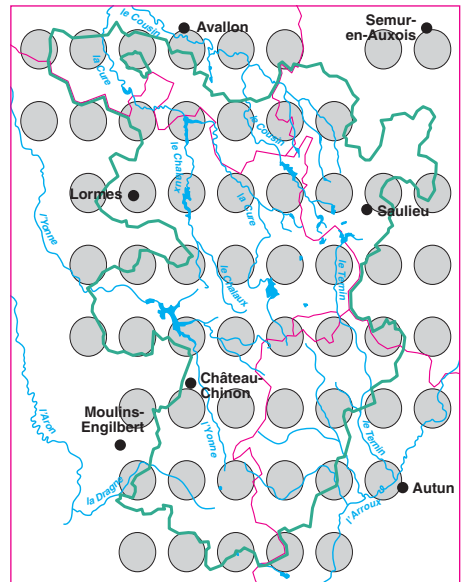 le Cousin
Avallon
Semur-
en-Auxois
la Cure
le Cousin
le Chalaux
Lormes
la Cure
Saulieu
l'Yonne
le Chalaux
le Ternin
Château-
Chinon
Moulins-
Engilbert
l'Aron
l'Yonne
le Ternin
la Dragne
Autun
l'Arroux